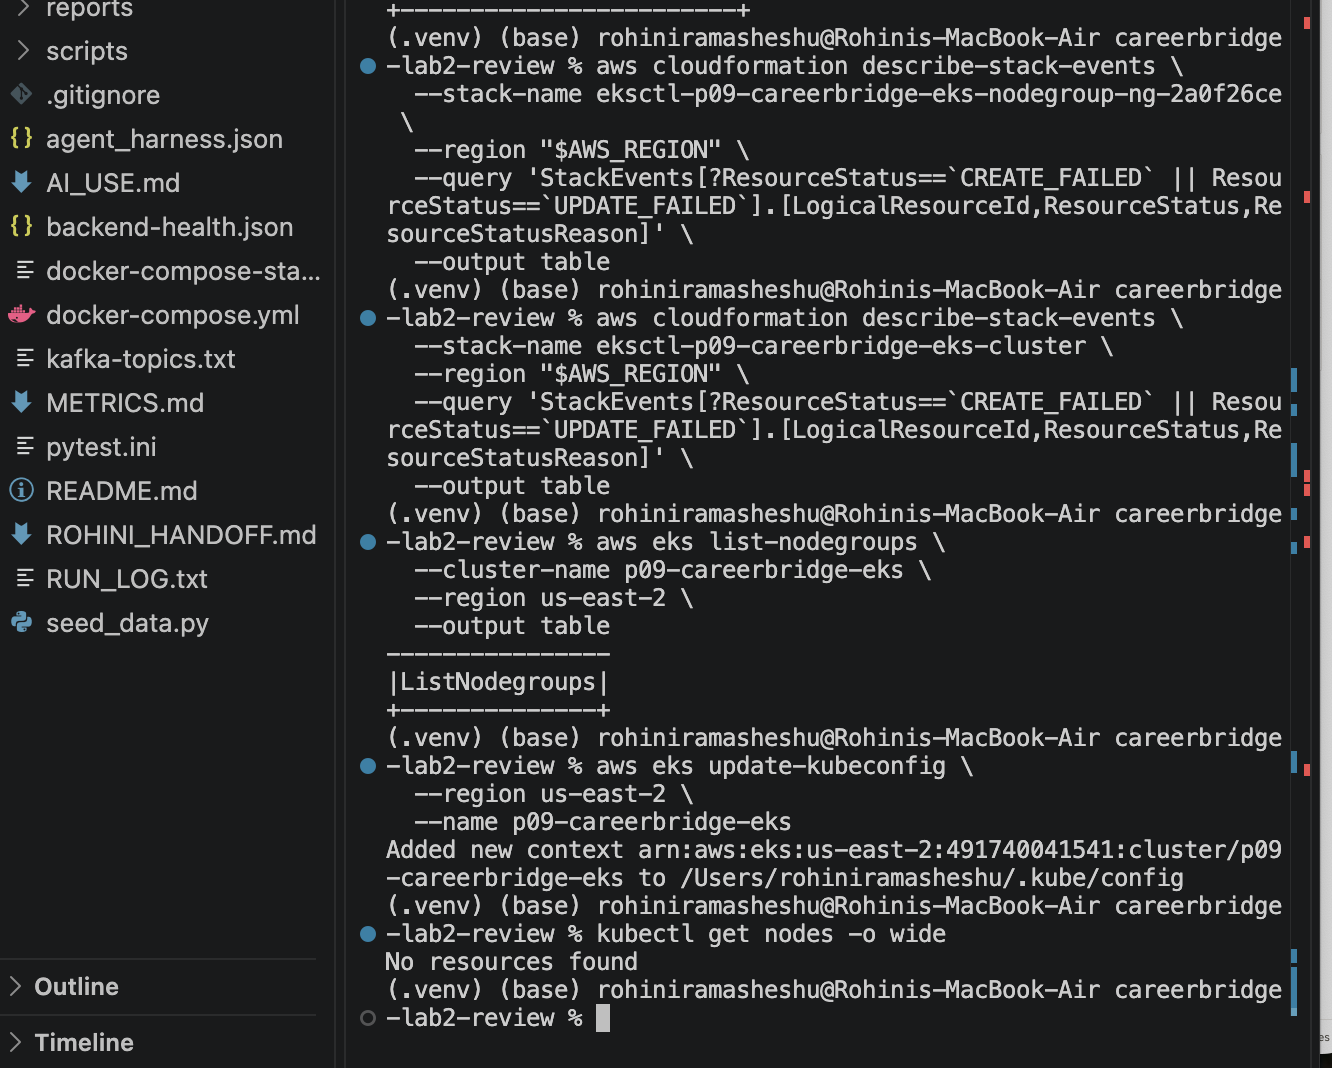 reports
scripts
.gitignore
agent_harness.json
AI_USE.md
backend-health.json
docker-compose-sta...
docker-compose.yml
kafka-topics.txt
METRICS.md
pytest.ini
README.md
ROHINI_HANDOFF.md
RUN_LOG.txt
seed_data.py
Outline
Timeline
+------------------------+
(.venv) (base) rohiniramasheshu@Rohinis-MacBook-Air careerbridge
-lab2-review % aws cloudformation describe-stack-events \
  --stack-name eksctl-p09-careerbridge-eks-nodegroup-ng-2a0f26ce
 \
  --region "$AWS_REGION" \
  --query 'StackEvents[?ResourceStatus==`CREATE_FAILED` || Resou
rceStatus==`UPDATE_FAILED`].[LogicalResourceId,ResourceStatus,Re
sourceStatusReason]' \
  --output table
(.venv) (base) rohiniramasheshu@Rohinis-MacBook-Air careerbridge
-lab2-review % aws cloudformation describe-stack-events \
  --stack-name eksctl-p09-careerbridge-eks-cluster \
  --region "$AWS_REGION" \
  --query 'StackEvents[?ResourceStatus==`CREATE_FAILED` || Resou
rceStatus==`UPDATE_FAILED`].[LogicalResourceId,ResourceStatus,Re
sourceStatusReason]' \
  --output table
(.venv) (base) rohiniramasheshu@Rohinis-MacBook-Air careerbridge
-lab2-review % aws eks list-nodegroups \
  --cluster-name p09-careerbridge-eks \
  --region us-east-2 \
  --output table
----------------
|ListNodegroups|
+--------------+
(.venv) (base) rohiniramasheshu@Rohinis-MacBook-Air careerbridge
-lab2-review % aws eks update-kubeconfig \
  --region us-east-2 \
  --name p09-careerbridge-eks
Added new context arn:aws:eks:us-east-2:491740041541:cluster/p09
-careerbridge-eks to /Users/rohiniramasheshu/.kube/config
(.venv) (base) rohiniramasheshu@Rohinis-MacBook-Air careerbridge
-lab2-review % kubectl get nodes -o wide
No resources found
(.venv) (base) rohiniramasheshu@Rohinis-MacBook-Air careerbridge
-lab2-review %